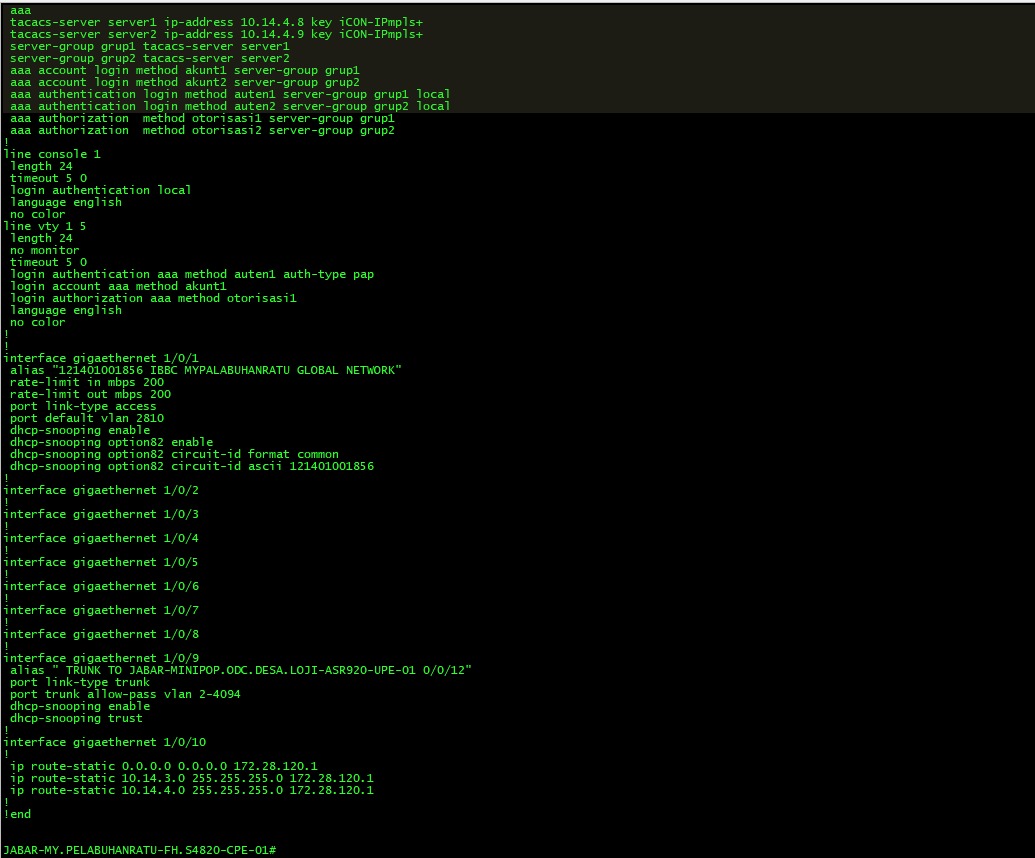 aaa
tacacs-server server1 ip-address 10.14.4.8 key iCON-IPmpls+
tacacs-server server2 ip-address 10.14.4.9 key iCON-IPmpls+
server-group grup1 tacacs-server server1
server-group grup2 tacacs-server server2
aaa account login method akunt1 server-group grup1
aaa account login method akunt2 server-group grup2
aaa authentication login method auten1 server-group grup1 local
aaa authentication login method auten2 server-group grup2 local
aaa authorization  method otorisasi1 server-group grup1
aaa authorization  method otorisasi2 server-group grup2
!
line console 1
length 24
timeout 5 0
login authentication local
language english
no color
line vty 1 5
length 24
no monitor
timeout 5 0
login authentication aaa method auten1 auth-type pap
login account aaa method akunt1
login authorization aaa method otorisasi1
language english
no color
!
!
interface gigaethernet 1/0/1
alias "121401001856 IBBC MYPALABUHANRATU GLOBAL NETWORK"
rate-limit in mbps 200
rate-limit out mbps 200
port link-type access
port default vlan 2810
dhcp-snooping enable
dhcp-snooping option82 enable
dhcp-snooping option82 circuit-id format common
dhcp-snooping option82 circuit-id ascii 121401001856
!
interface gigaethernet 1/0/2
!
interface gigaethernet 1/0/3
!
interface gigaethernet 1/0/4
!
interface gigaethernet 1/0/5
!
interface gigaethernet 1/0/6
!
interface gigaethernet 1/0/7
!
interface gigaethernet 1/0/8
!
interface gigaethernet 1/0/9
alias " TRUNK TO JABAR-MINIPOP.ODC.DESA.LOJI-ASR920-UPE-01 0/0/12"
port link-type trunk
port trunk allow-pass vlan 2-4094
dhcp-snooping enable
dhcp-snooping trust
!
interface gigaethernet 1/0/10
!
ip route-static 0.0.0.0 0.0.0.0 172.28.120.1
ip route-static 10.14.3.0 255.255.255.0 172.28.120.1
ip route-static 10.14.4.0 255.255.255.0 172.28.120.1
!
!end
JABAR-MY.PELABUHANRATU-FH.S4820-CPE-01#